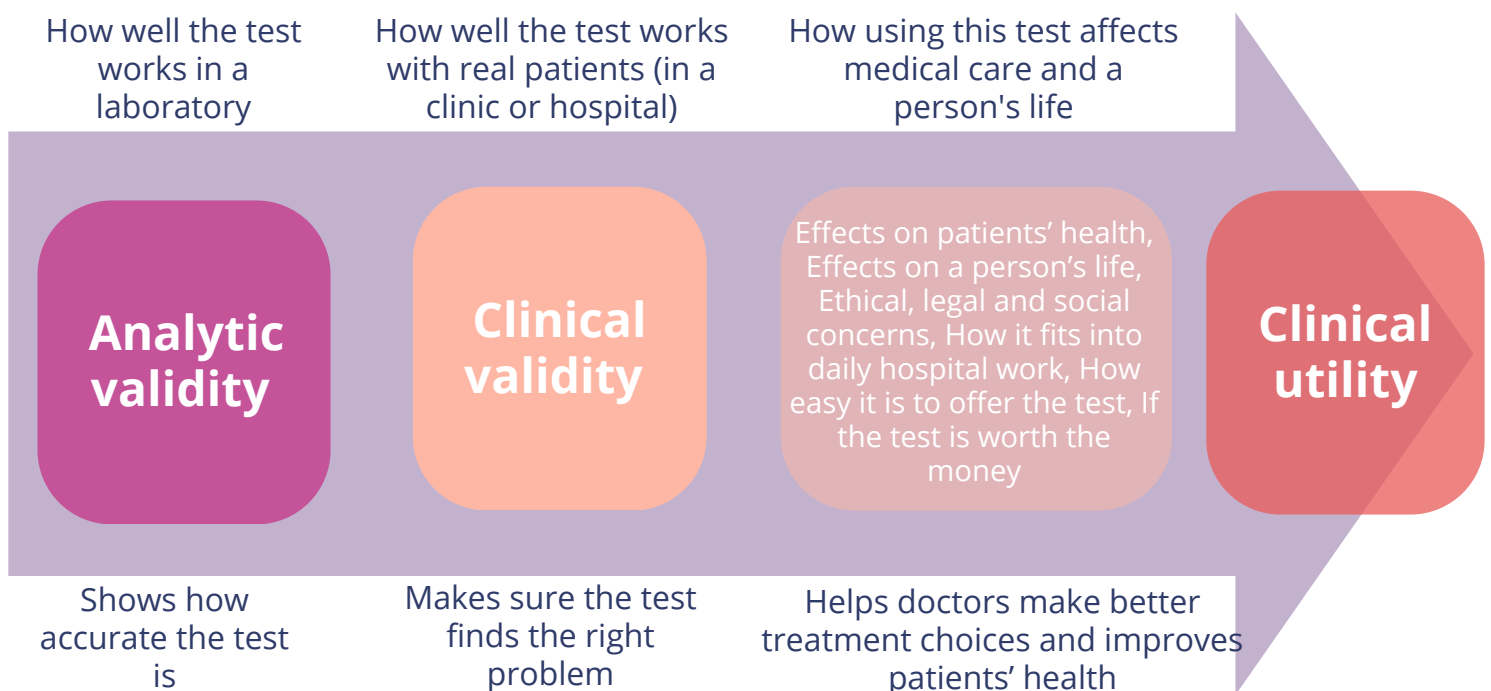 How well the test
works in a
laboratory
How well the test works
with real patients (in a
clinic or hospital)
How using this test affects
medical care and a
person's life
Analytic
validity
Clinical
validity
Effects on patients’ health,
Effects on a person’s life,
Ethical, legal and social
concerns, How it fits into
daily hospital work, How
easy it is to offer the test, If
the test is worth the
money
Clinical
utility
Shows how
accurate the test
is
Makes sure the test
finds the right
problem
Helps doctors make better
treatment choices and improves
patients’ health